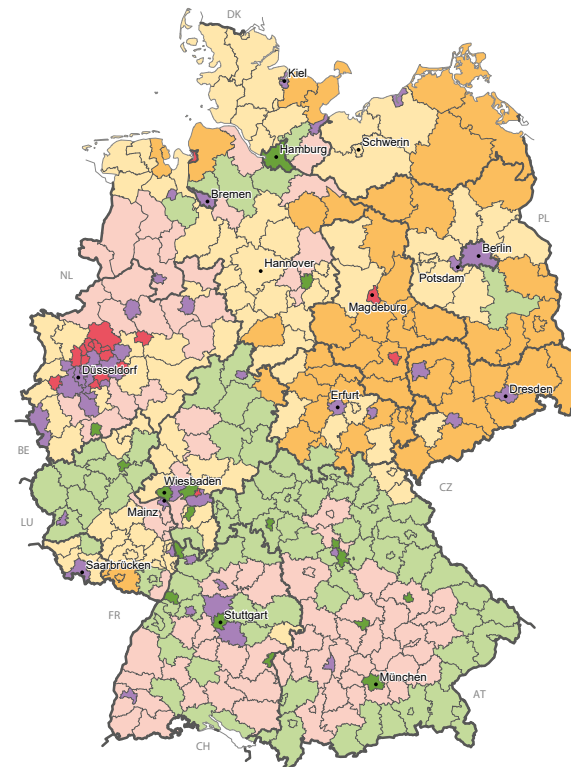 DK
Kiel
Hamburg
Schwerin
Bremen
PL
Berlin
Hannover
Potsdam
NL
Magdeburg
Düsseldorf
Erfurt
Dresden
BE
Wiesbaden
CZ
Mainz
LU
Saarbrücken
FR
Stuttgart
München
AT
CH